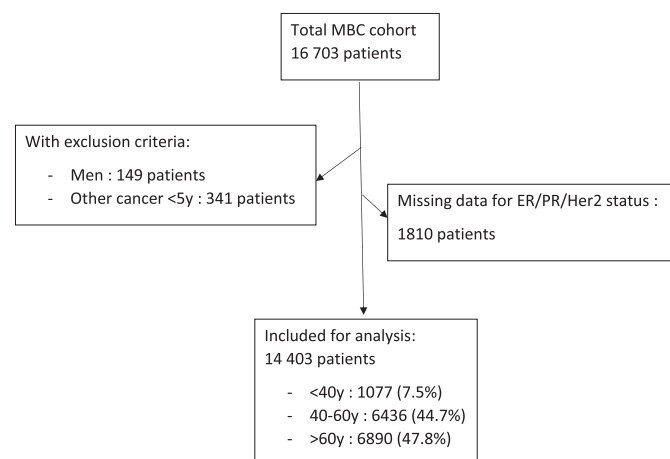 Total MBC cohort
16 703 patients
With exclusion criteria:
- Men : 149 patients
- Other cancer <5y : 341 patients
Missing data for ER/PR/Her2 status :
1810 patients
Included for analysis:
14 403 patients
- <40y : 1077 (7.5%)
- 40-60y : 6436 (44.7%)
- >60y : 6890 (47.8%)